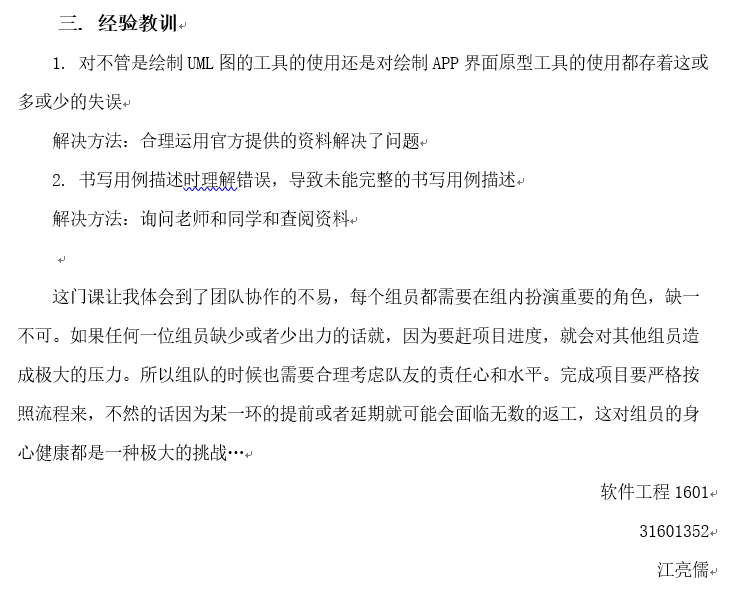 三. 经验教训
1. 对不管是绘制 UML 图的工具的使用还是对绘制 APP 界面原型工具的使用都存着这或
多或少的失误
解决方法：合理运用官方提供的资料解决了问题
2. 书写用例描述时理解错误，导致未能完整的书写用例描述
解决方法：询问老师和同学和查阅资料
这门课让我体会到了团队协作的不易，每个组员都需要在组内扮演重要的角色，缺一
不可。如果任何一位组员缺少或者少出力的话就，因为要赶项目进度，就会对其他组员造
成极大的压力。所以组队的时候也需要合理考虑队友的责任心和水平。完成项目要严格按
照流程来，不然的话因为某一环的提前或者延期就可能会面临无数的返工，这对组员的身
心健康都是一种极大的挑战…
软件工程 1601
31601352
江亮儒